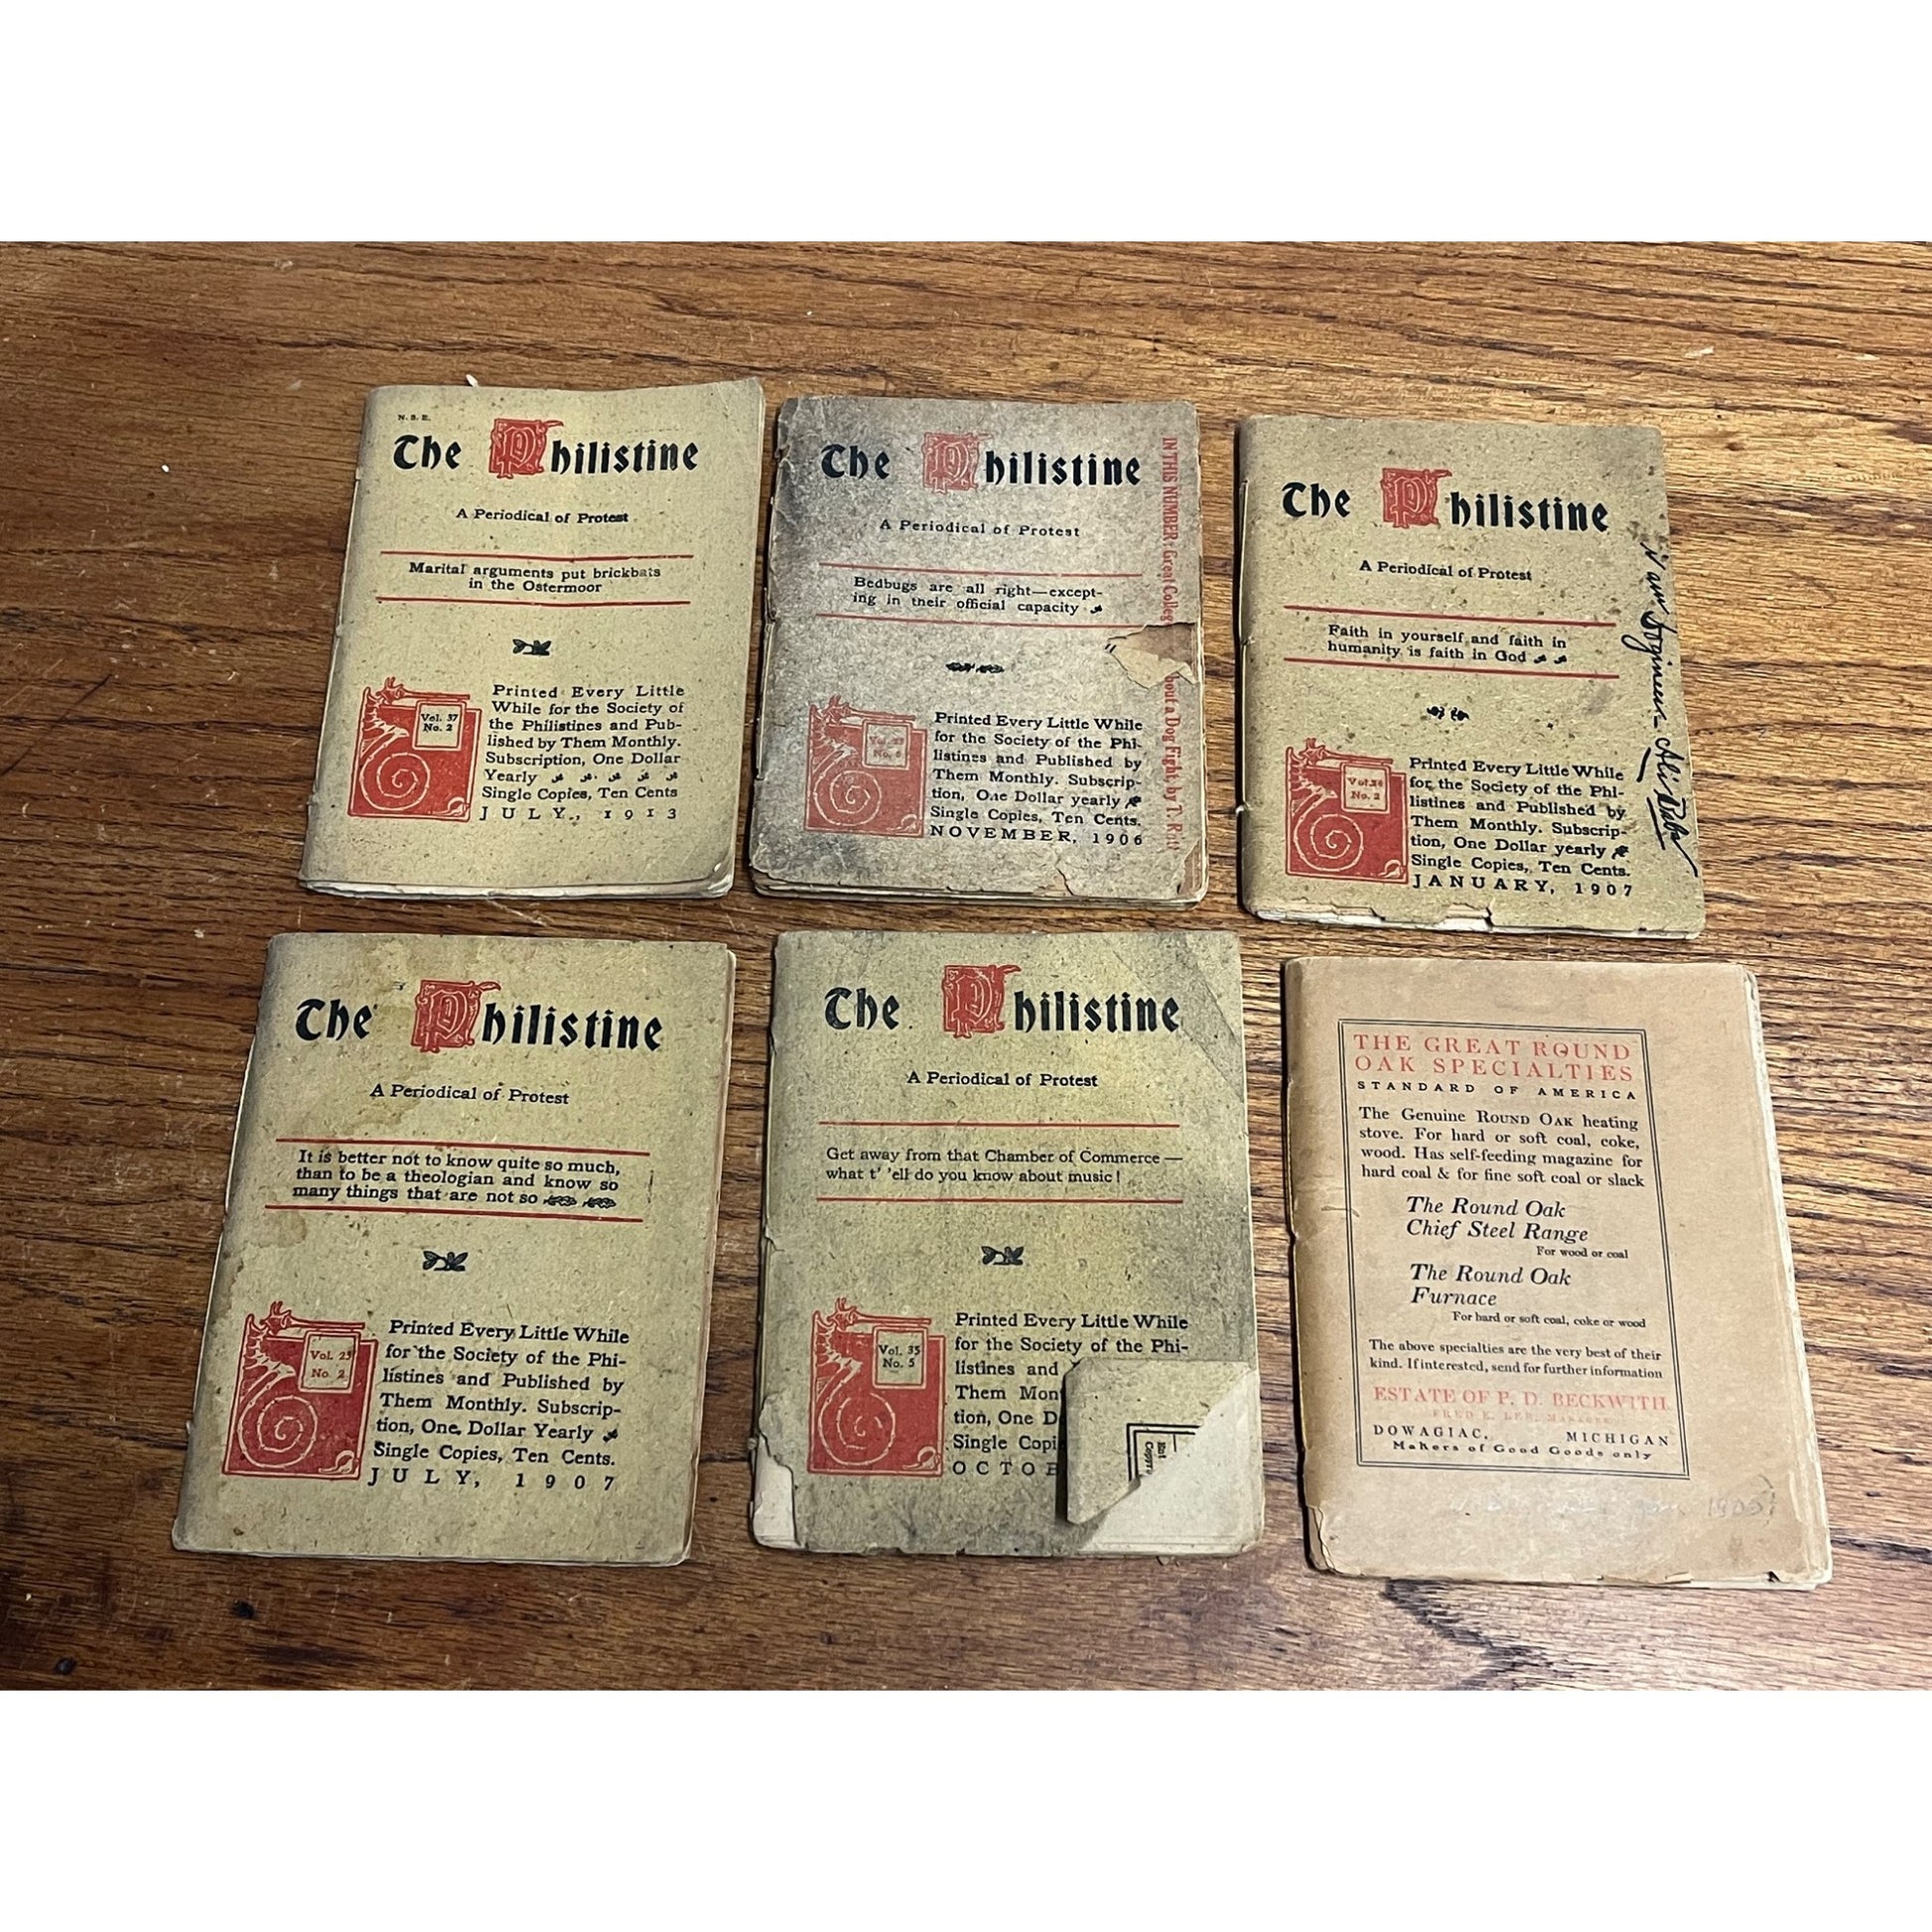 N. S. E.
The Philistine
A Periodical of Protest
Marital arguments put brickbats
in the Ostermoor
Vol. 37
No. 2
Printed Every Little
While for the Society of
the Philistines and Pub-
lished by Them Monthly.
Subscription, One Dollar
Yearly
Single Copies, Ten Cents
JULY, 1913
The Philistine
A Periodical of Protest
Bedbugs are all right—except-
ing in their official capacity
No. 6
Printed Every Little While
for the Society of the Phi-
listines and Published by
Them Monthly. Subscrip-
tion, One Dollar yearly
Single Copies, Ten Cents.
NOVEMBER, 1906
IN THIS NUMBER: Great Colleg
bout a Dog Fight, by T. R.
The Philistine
A Periodical of Protest
Faith in yourself and faith in
humanity is faith in God
Vol. 24
No. 2
Printed Every Little While
for the Society of the Phi-
listines and Published by
Them Monthly. Subscrip-
tion, One Dollar yearly
Single Copies, Ten Cents.
JANUARY, 1907
Ali Baba
The Philistine
A Periodical of Protest
It is better not to know quite so much,
than to be a theologian and know so
many things that are not so
Vol. 25
No. 2
Printed Every Little While
for the Society of the Phi-
listines and Published by
Them Monthly. Subscrip-
tion, One Dollar Yearly
Single Copies, Ten Cents.
JULY, 1907
The Philistine
A Periodical of Protest
Get away from that Chamber of Commerce—
what t' 'ell do you know about music!
Vol. 35
No. 5
Printed Every Little While
for the Society of the Phi-
listines and
Them Mon
tion, One D
Single Copi
OCTOB
THE GREAT ROUND
OAK SPECIALTIES
STANDARD OF AMERICA
The Genuine ROUND OAK heating
stove. For hard or soft coal, coke,
wood. Has self-feeding magazine for
hard coal & for fine soft coal or slack
The Round Oak
Chief Steel Range
For wood or coal
The Round Oak
Furnace
For hard or soft coal, coke or wood
The above specialties are the very best of their
kind. If interested, send for further information
ESTATE OF P. D. BECKWITH,
FRED E. LEE, MANAGER
DOWAGIAC, MICHIGAN
Makers of Good Goods only